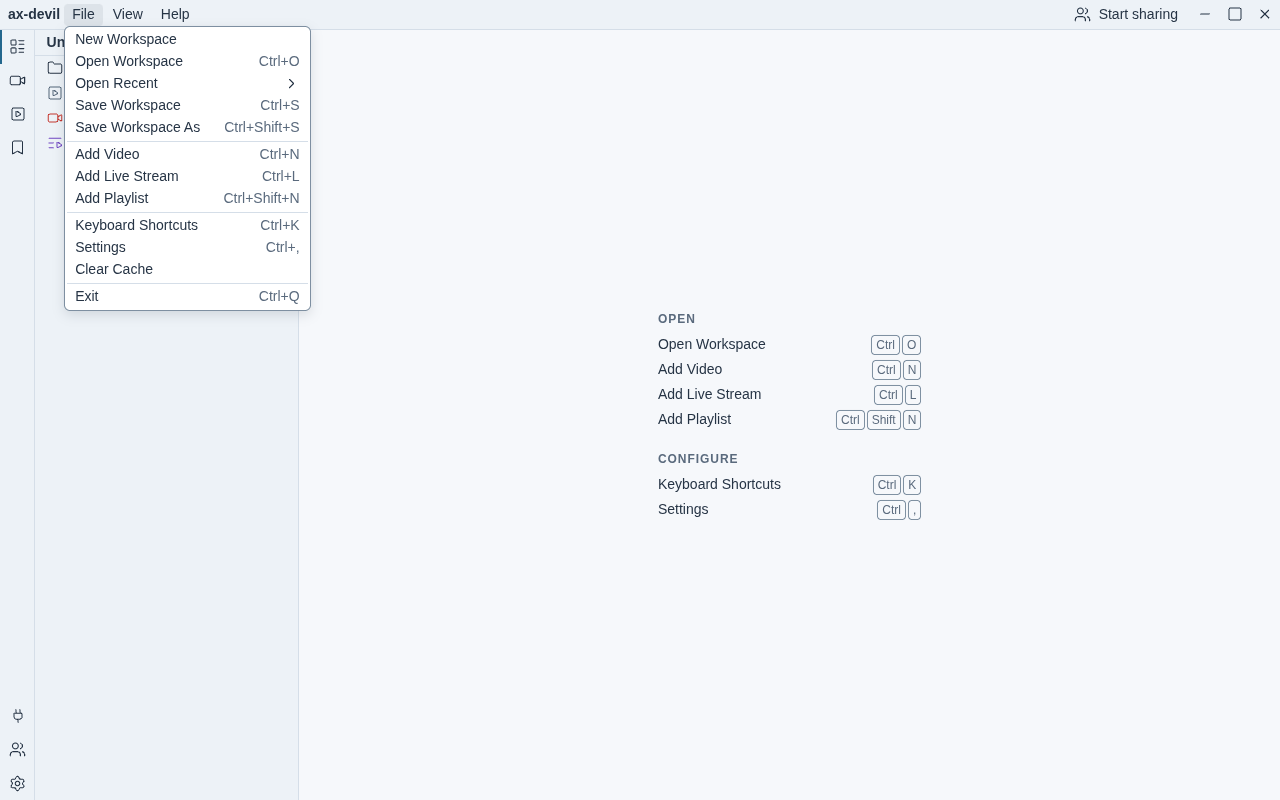 ax-devil File View Help Start sharing
New Workspace
Open Workspace Ctrl+O
Open Recent
Save Workspace Ctrl+S
Save Workspace As Ctrl+Shift+S
Add Video Ctrl+N
Add Live Stream Ctrl+L
Add Playlist Ctrl+Shift+N
Keyboard Shortcuts Ctrl+K
Settings Ctrl+,
Clear Cache
Exit Ctrl+Q
OPEN
Open Workspace Ctrl O
Add Video Ctrl N
Add Live Stream Ctrl L
Add Playlist Ctrl Shift N
CONFIGURE
Keyboard Shortcuts Ctrl K
Settings Ctrl ,